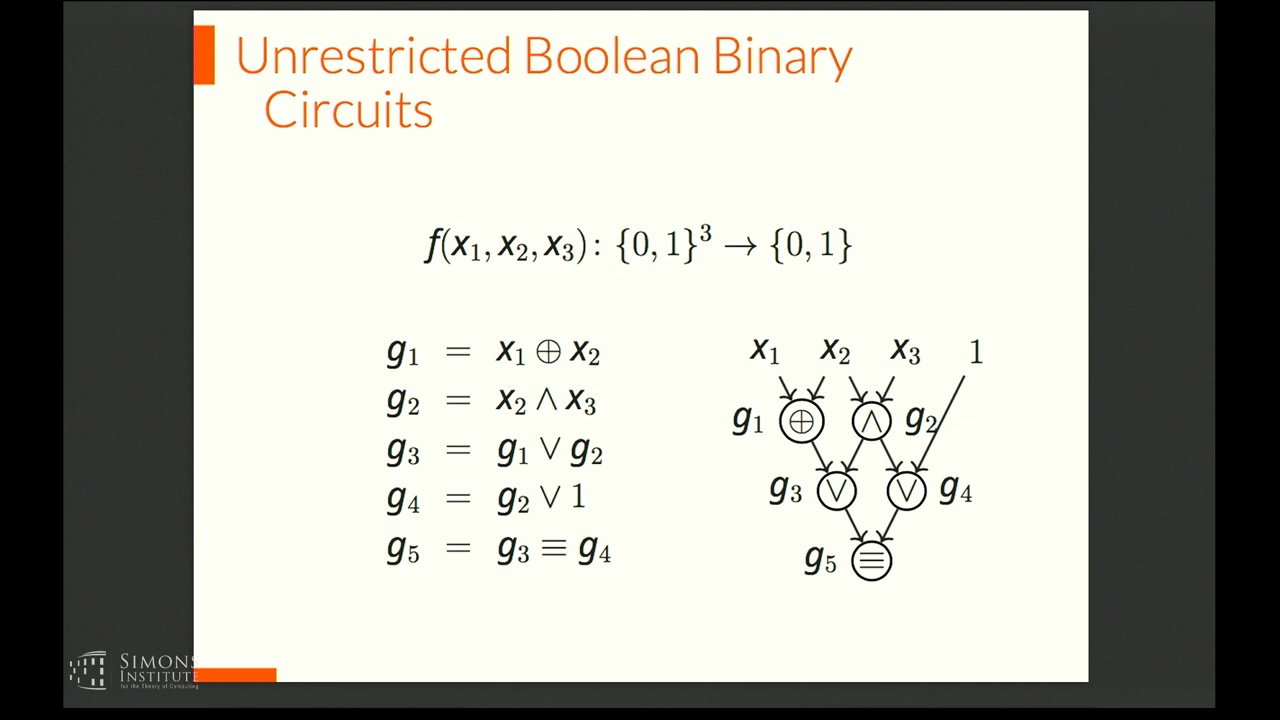 Unrestricted Boolean Binary
Circuits
f(x₁, x₂, x₃): {0, 1}³ → {0, 1}
g₁ = x₁ ⊕ x₂
g₂ = x₂ ∧ x₃
g₃ = g₁ ∨ g₂
g₄ = g₂ ∨ 1
g₅ = g₃ ≡ g₄
x₁ x₂ x₃ 1
g₁ ⊕ ∧ g₂
g₃ ∨ ∨ g₄
g₅ ≡
SIMONS
INSTITUTE
for the Theory of Computing